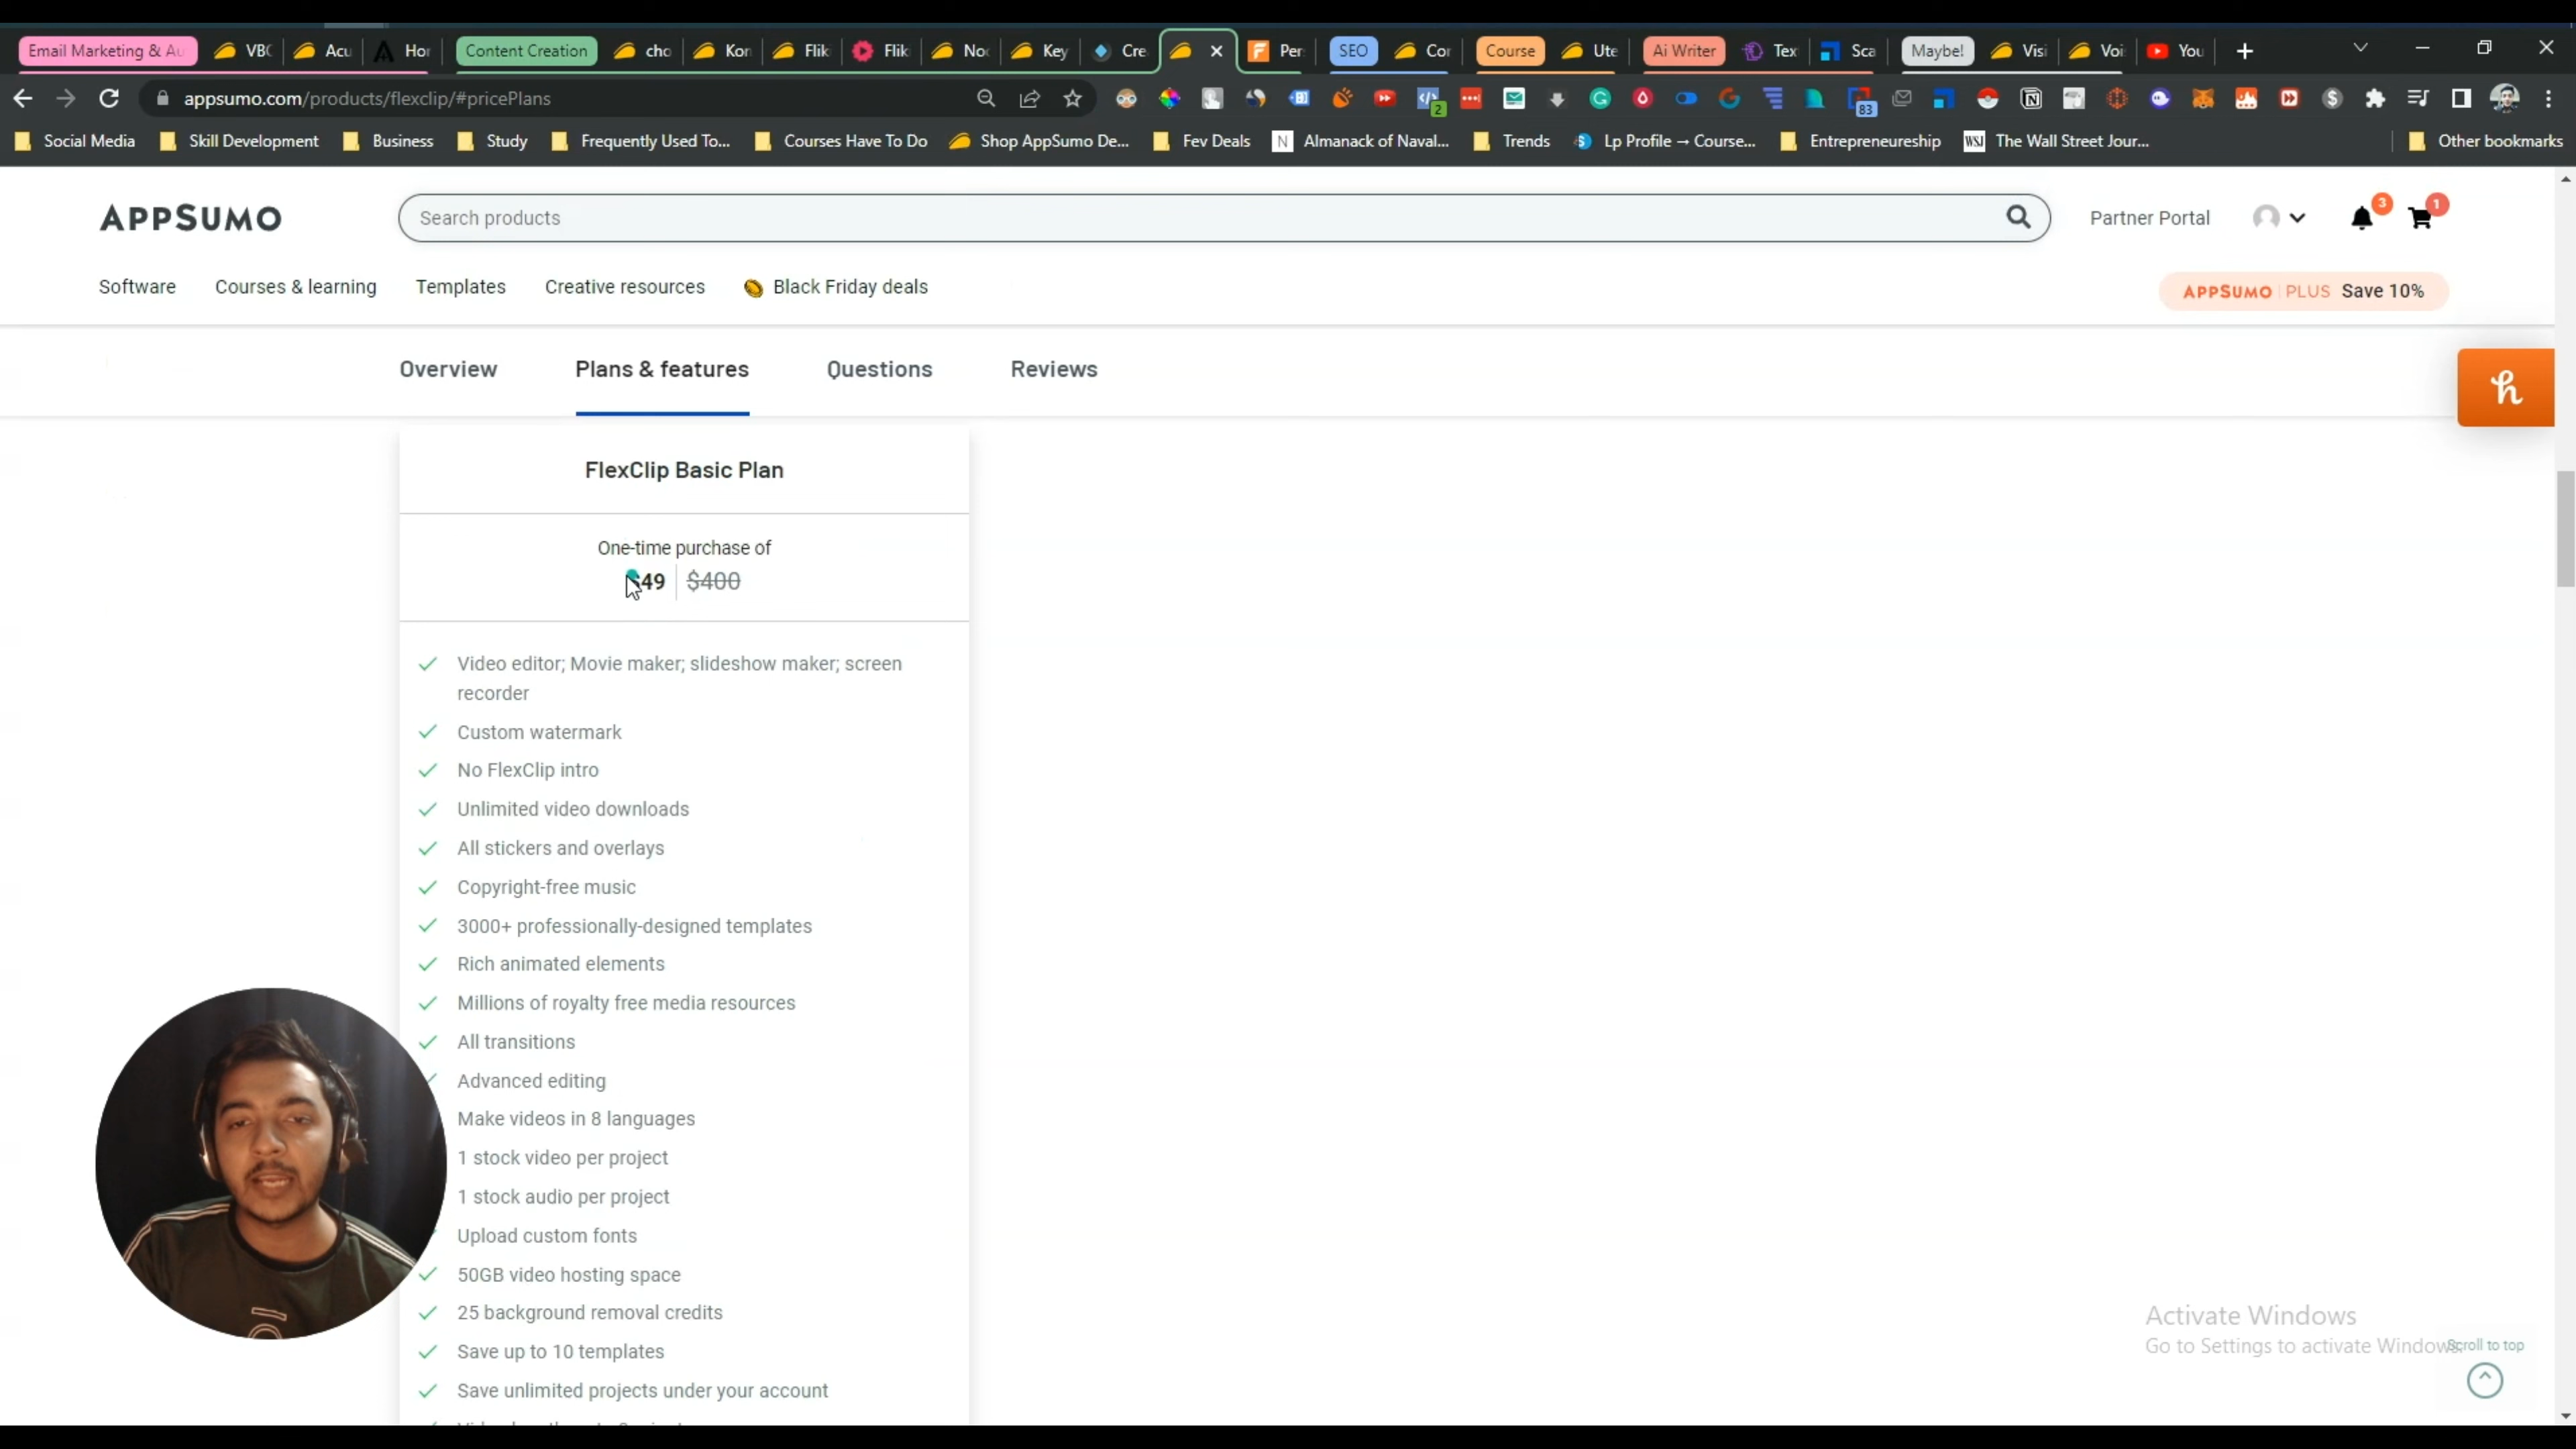 Email Marketing & Au
VBC
Acu
Hor
Content Creation
cho
Kon
Flik
Flik
No
Key
Cre
Per
SEO
Cor
Course
Ute
Ai Writer
Tex
Sca
Maybe!
Visi
Voi
You
appsumo.com/products/flexclip/#pricePlans
2
83
Social Media
Skill Development
Business
Study
Frequently Used To...
Courses Have To Do
Shop AppSumo De...
Fev Deals
Almanack of Naval...
Trends
Lp Profile → Course...
Entrepreneureship
WSJ The Wall Street Jour...
Other bookmarks
APPSUMO
Search products
Partner Portal
3
1
Software
Courses & learning
Templates
Creative resources
Black Friday deals
APPSUMO | PLUS Save 10%
Overview
Plans & features
Questions
Reviews
FlexClip Basic Plan
One-time purchase of
$49 $400
Video editor; Movie maker; slideshow maker; screen
recorder
Custom watermark
No FlexClip intro
Unlimited video downloads
All stickers and overlays
Copyright-free music
3000+ professionally-designed templates
Rich animated elements
Millions of royalty free media resources
All transitions
Advanced editing
Make videos in 8 languages
1 stock video per project
1 stock audio per project
Upload custom fonts
50GB video hosting space
25 background removal credits
Save up to 10 templates
Save unlimited projects under your account
Activate Windows
Go to Settings to activate Windows.
Scroll to top